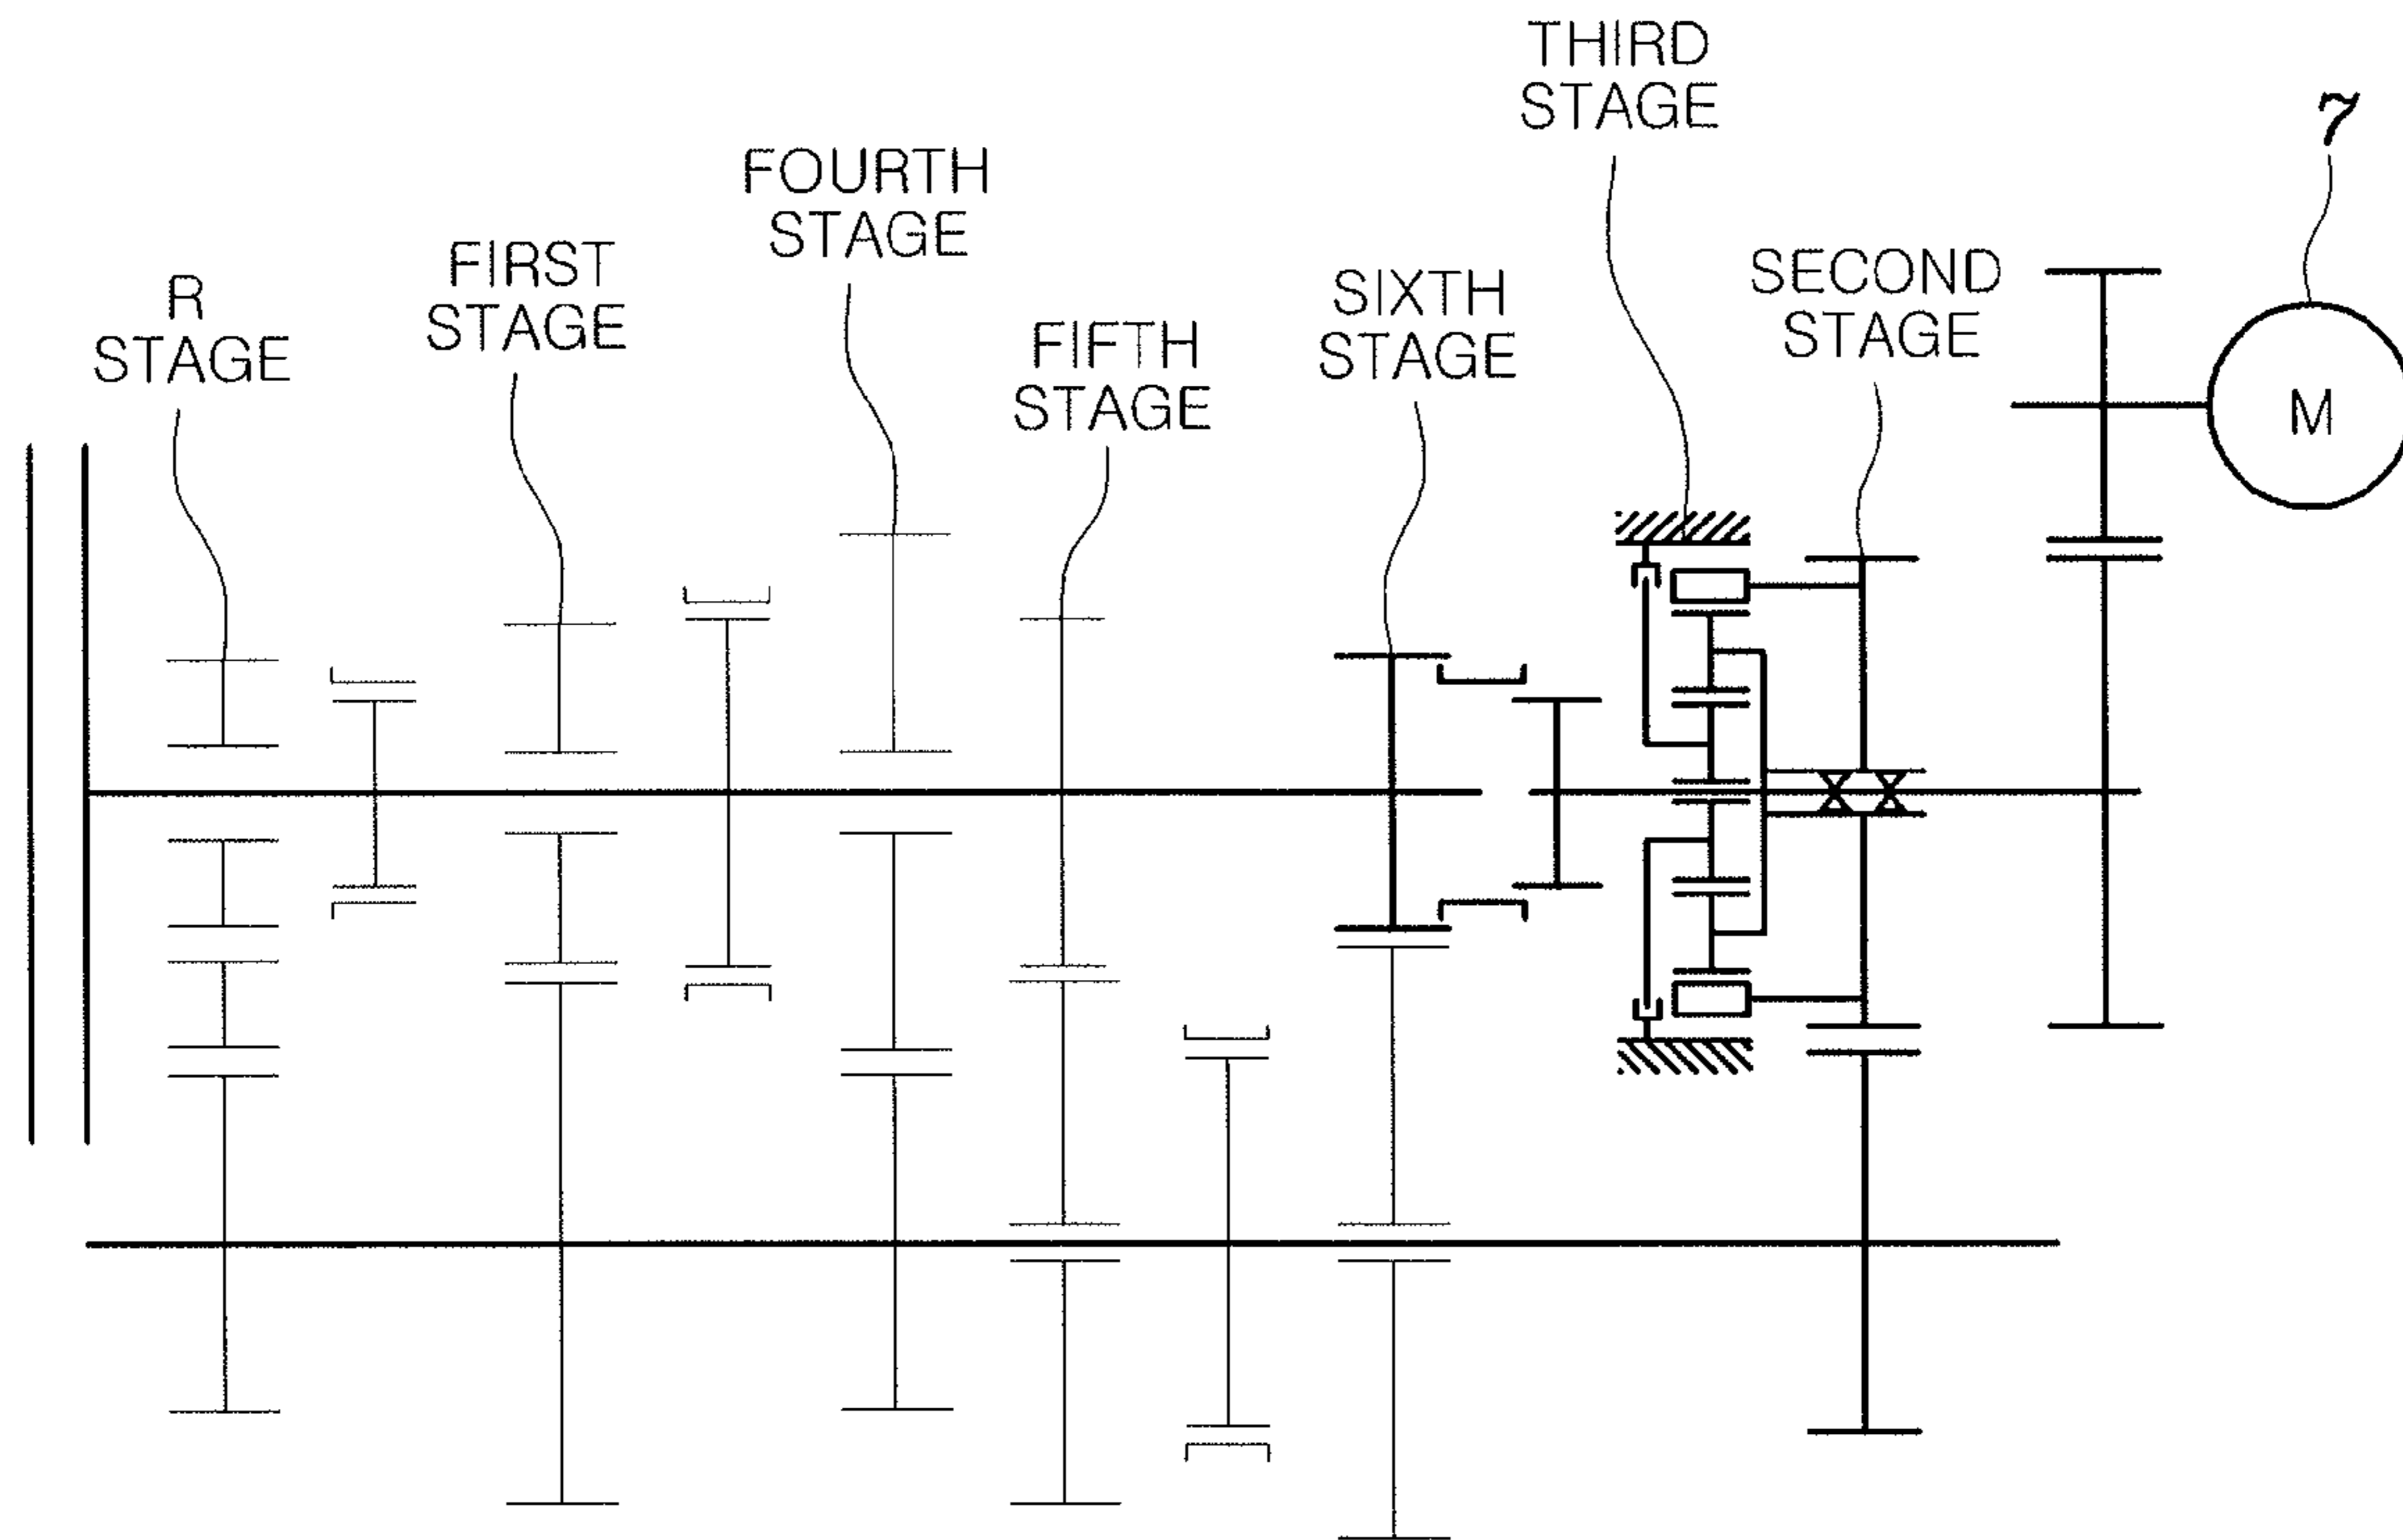 THIRD
STAGE
7
FOURTH
STAGE
FIRST
STAGE
SECOND
STAGE
R
STAGE
SIXTH
STAGE
FIFTH
STAGE
M